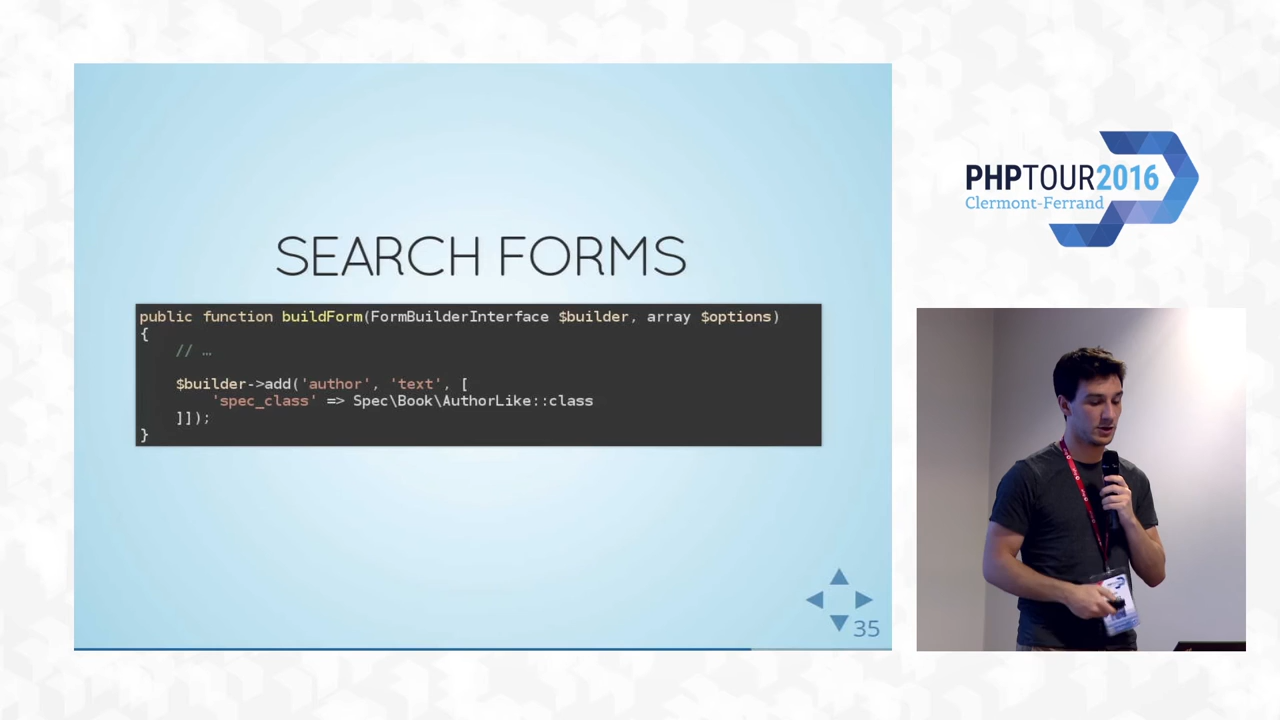 SEARCH FORMS
public function buildForm(FormBuilderInterface $builder, array $options)
{
    // …

    $builder->add('author', 'text', [
        'spec_class' => Spec\Book\AuthorLike::class
    ]]);
}
35
PHPTOUR2016
Clermont-Ferrand